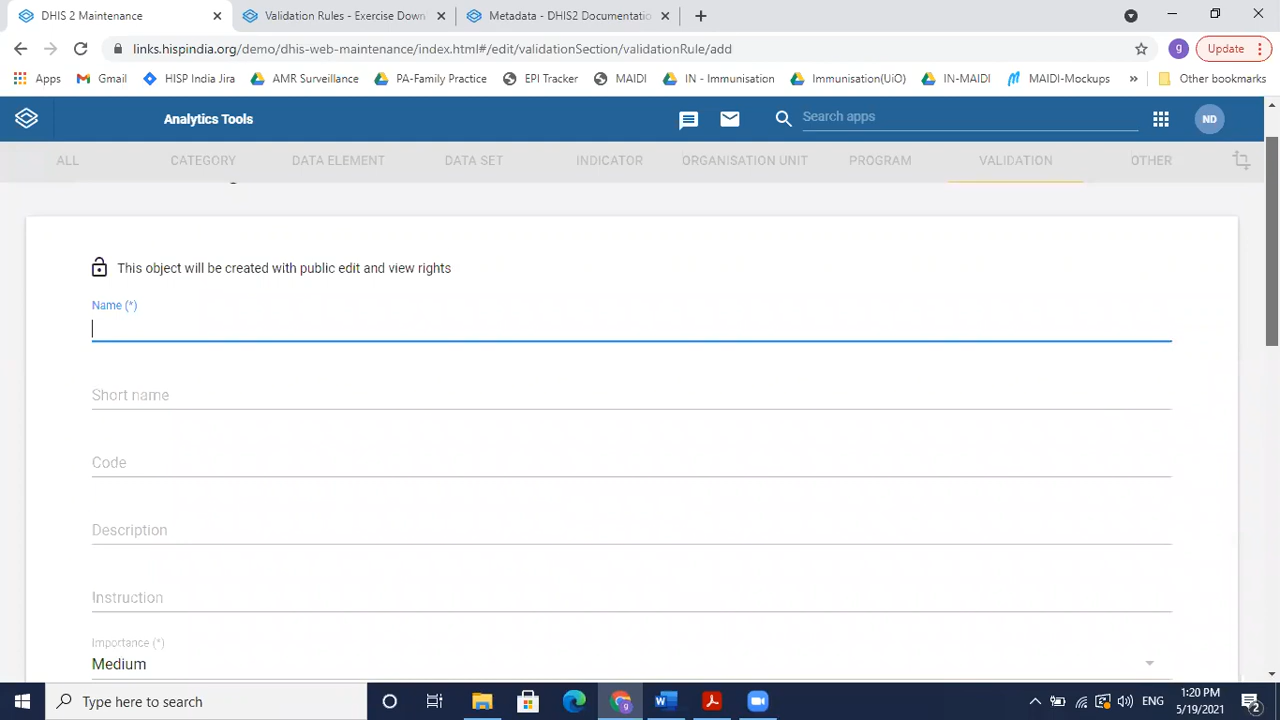 DHIS 2 Maintenance
Validation Rules - Exercise Down
Metadata - DHIS2 Documentatio
links.hispindia.org/demo/dhis-web-maintenance/index.html#/edit/validationSection/validationRule/add
g
Update
Apps
Gmail
HISP India Jira
AMR Surveillance
PA-Family Practice
EPI Tracker
MAIDI
IN - Immunisation
Immunisation(UiO)
IN-MAIDI
MAIDI-Mockups
»
Other bookmarks
Analytics Tools
Search apps
ND
ALL
CATEGORY
DATA ELEMENT
DATA SET
INDICATOR
ORGANISATION UNIT
PROGRAM
VALIDATION
OTHER
This object will be created with public edit and view rights
Name (*)
Short name
Code
Description
Instruction
Importance (*)
Medium
Type here to search
ENG
1:20 PM
5/19/2021
2